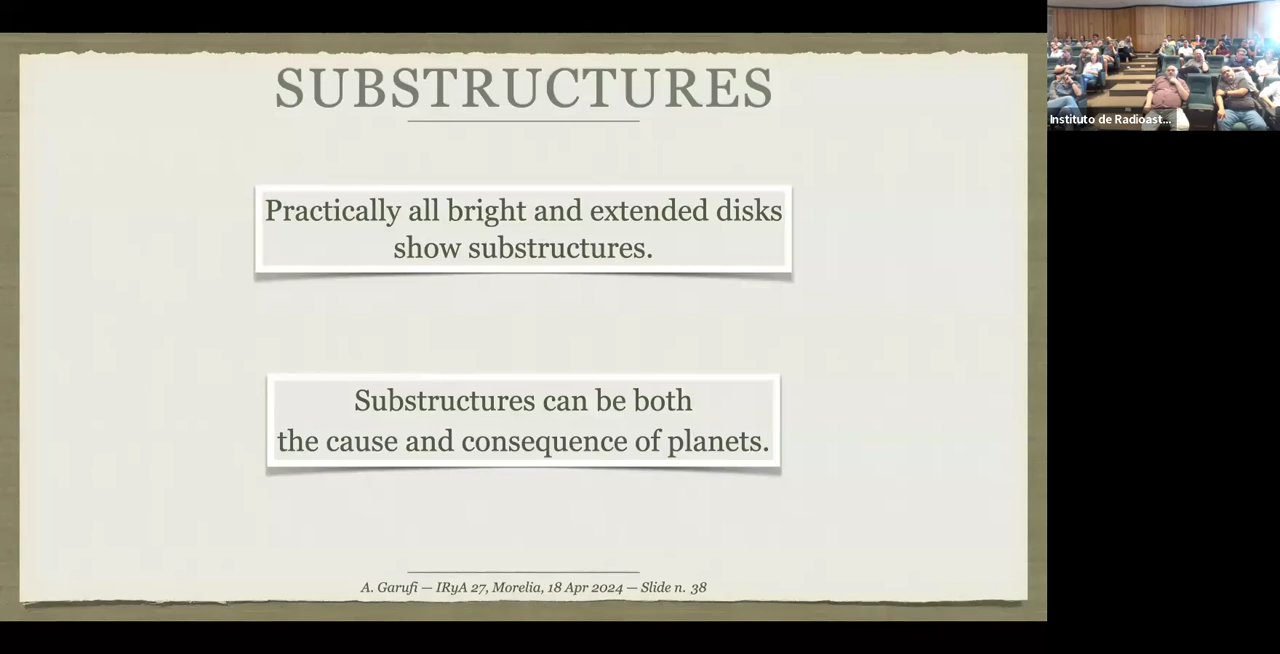 SUBSTRUCTURES
Practically all bright and extended disks
show substructures.
Substructures can be both
the cause and consequence of planets.
A. Garufi — IRyA 27, Morelia, 18 Apr 2024 — Slide n. 38
Instituto de Radioast...